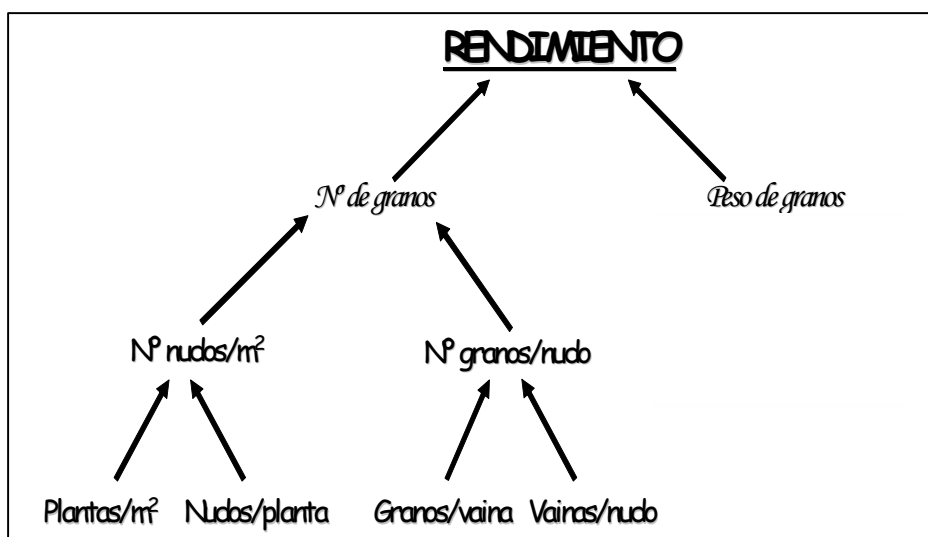 RENDIMIENTO
Nº de granos Peso de granos
Nº nudos/m² Nº granos/nudo
Plantas/m² Nudos/planta Granos/vaina Vainas/nudo